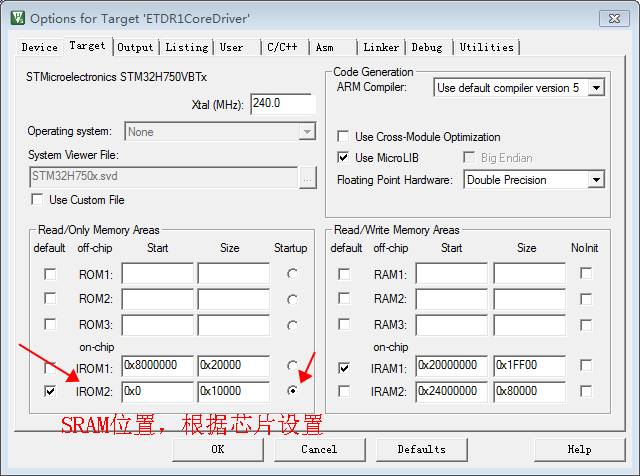 Options for Target 'ETDR1CoreDriver'
Device Target Output Listing User C/C++ Asm Linker Debug Utilities
STMicroelectronics STM32H750VBTx
Xtal (MHz): 240.0
Operating system: None
System Viewer File:
STM32H750x.svd ...
Use Custom File
Code Generation
ARM Compiler: Use default compiler version 5
Use Cross-Module Optimization
Use MicroLIB Big Endian
Floating Point Hardware: Double Precision
Read/Only Memory Areas
default off-chip Start Size Startup
ROM1:
ROM2:
ROM3:
on-chip
IROM1: 0x8000000 0x20000
IROM2: 0x0 0x10000
Read/Write Memory Areas
default off-chip Start Size NoInit
RAM1:
RAM2:
RAM3:
on-chip
IRAM1: 0x20000000 0x1FF00
IRAM2: 0x24000000 0x80000
SRAM位置，根据芯片设置
OK Cancel Defaults Help